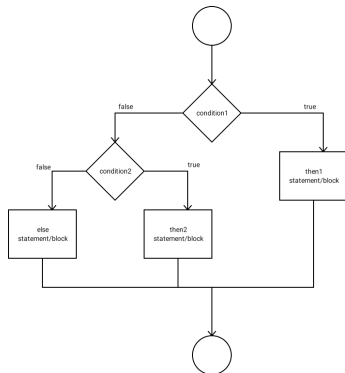 condition1
false
true
condition2
false
true
then1
statement/block
else
statement/block
then2
statement/block